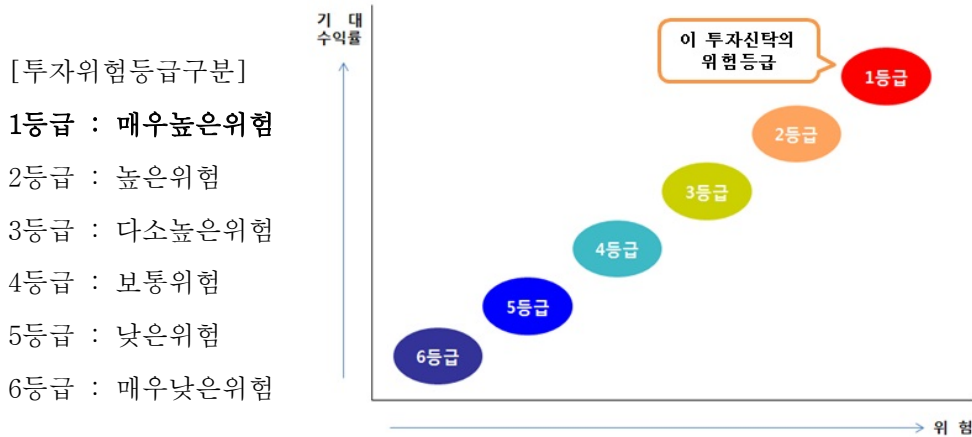 [투자위험등급구분]
1등급 : 매우높은위험
2등급 : 높은위험
3등급 : 다소높은위험
4등급 : 보통위험
5등급 : 낮은위험
6등급 : 매우낮은위험
기 대
수익률
이 투자신탁의
위험등급
1등급
2등급
3등급
4등급
5등급
6등급
위 험